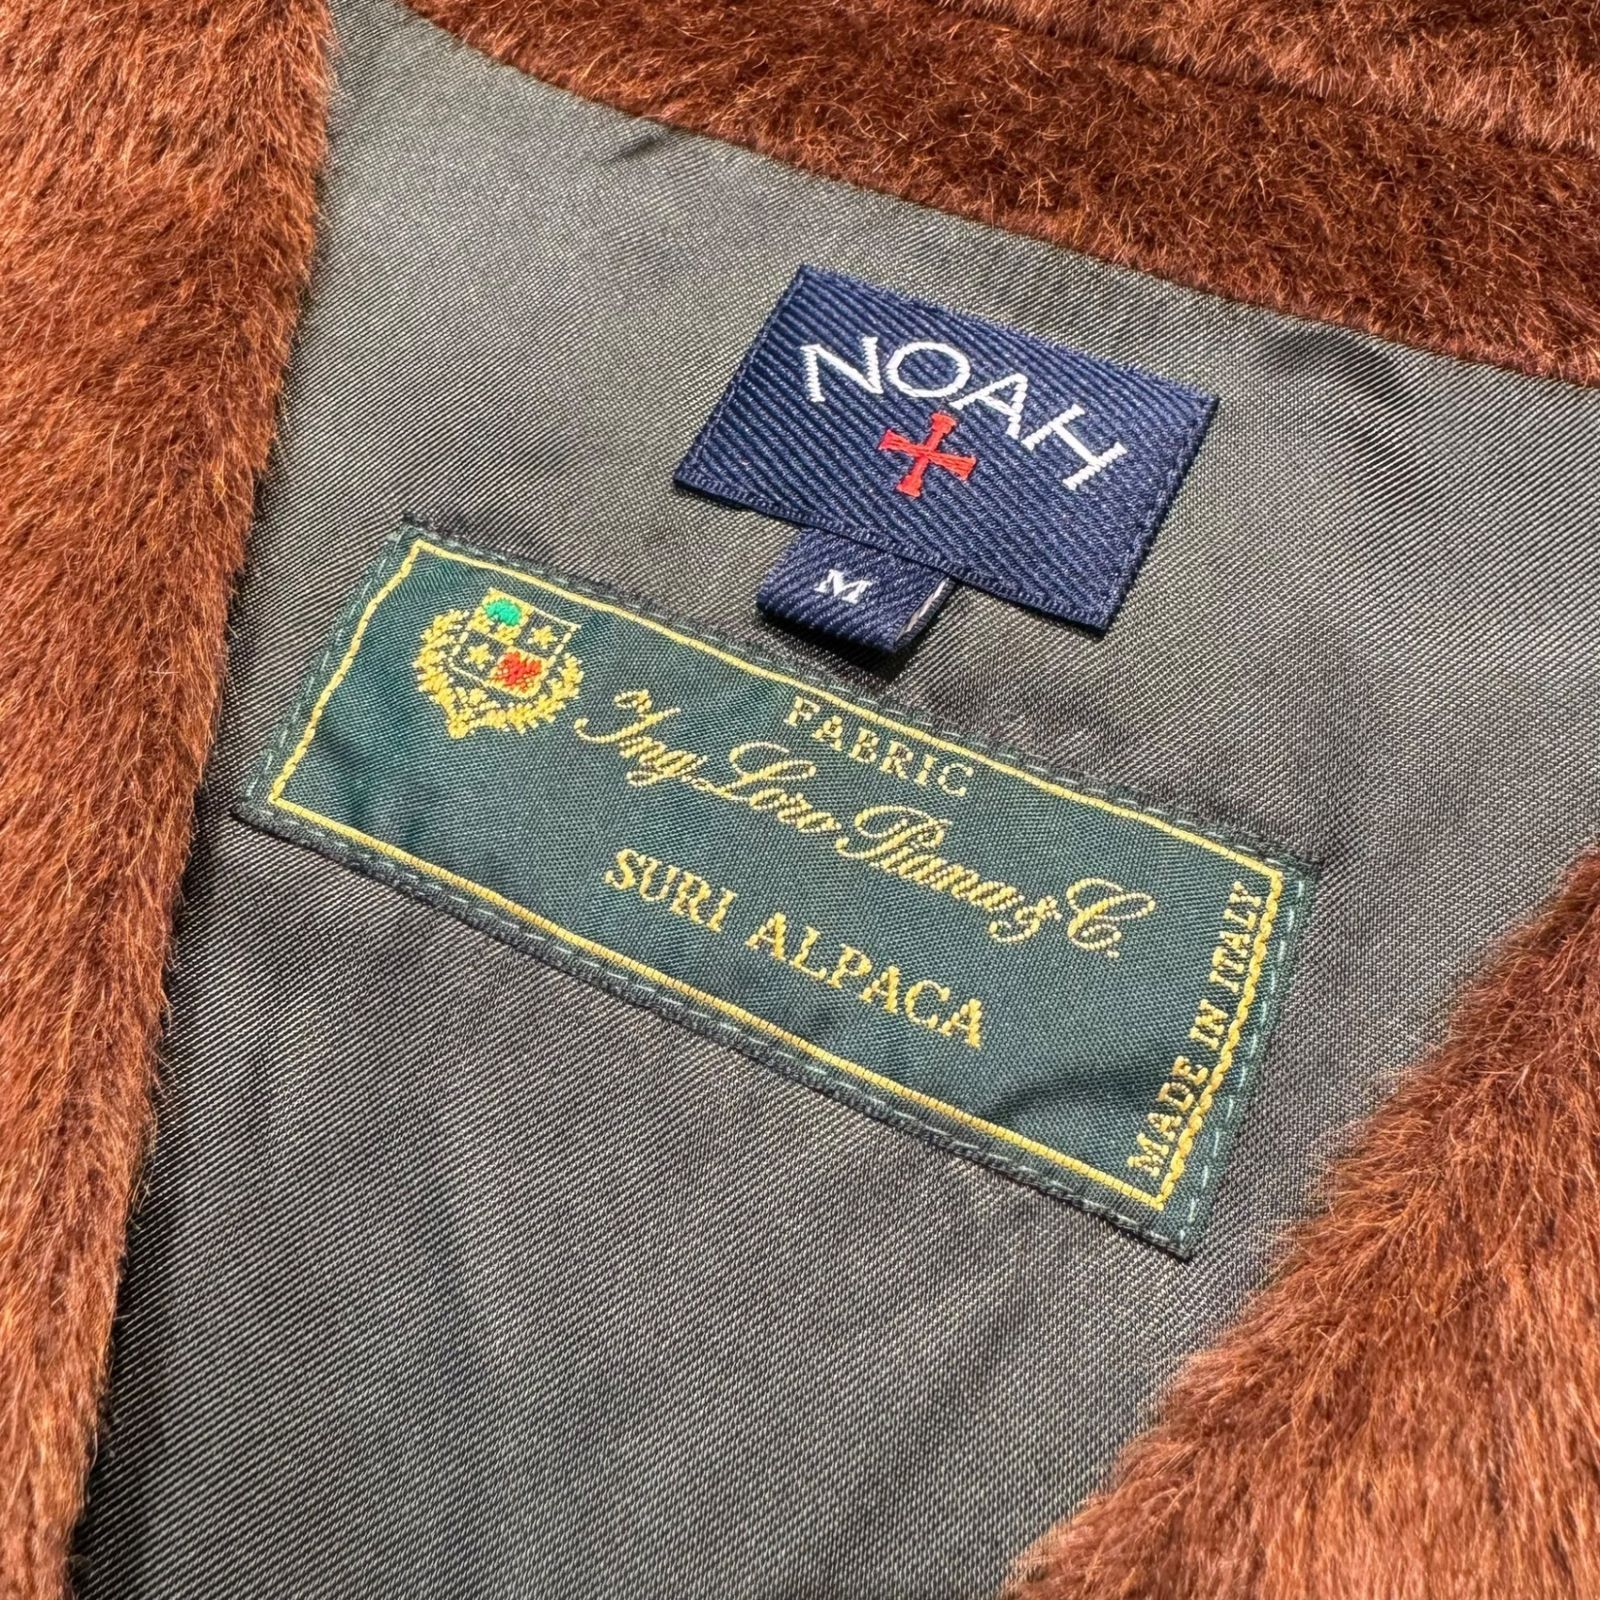 NOAH
M
FABRIC
Ing. Loro Piana & C.
SURI ALPACA
MADE IN ITALY